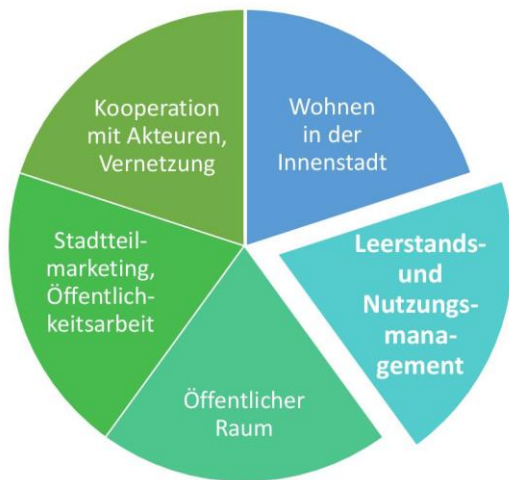 Kooperation
mit Akteuren,
Vernetzung
Wohnen
in der
Innenstadt
Stadtteil-
marketing,
Öffentlich-
keitsarbeit
Leerstands-
und
Nutzungs-
mana-
gement
Öffentlicher
Raum